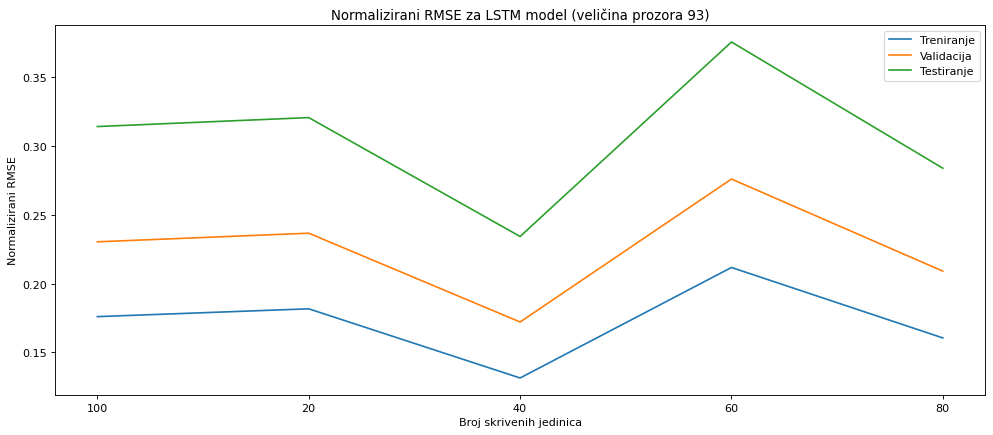 Normalizirani RMSE za LSTM model (veličina prozora 93)
Treniranje
Validacija
Testiranje
Normalizirani RMSE
0.35
0.30
0.25
0.20
0.15
100 20 40 60 80
Broj skrivenih jedinica